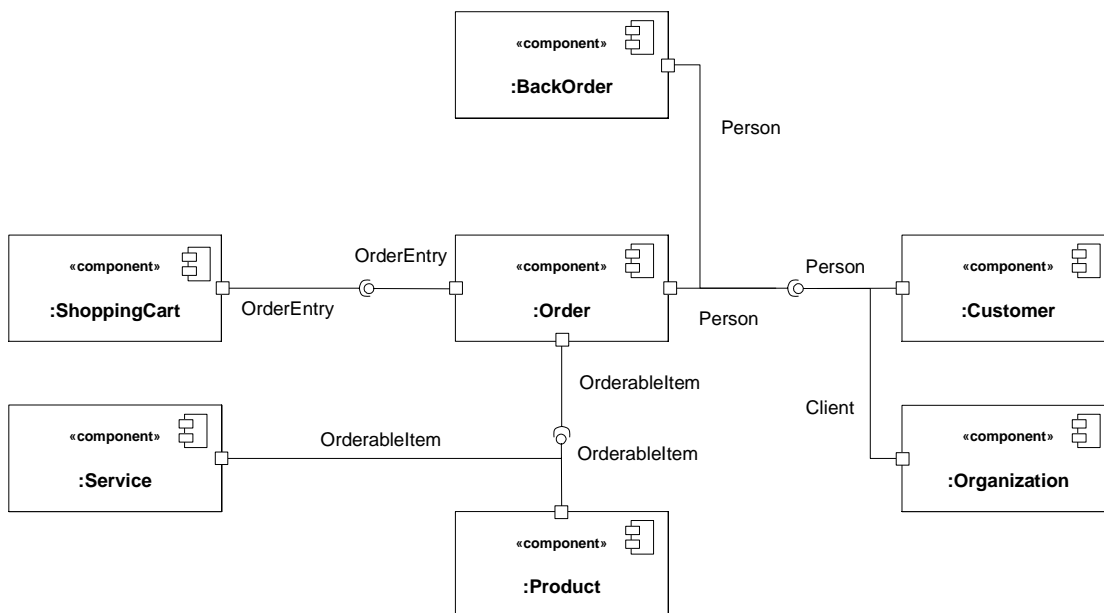 «component»
:BackOrder
Person
«component»
:ShoppingCart
OrderEntry
OrderEntry
«component»
:Order
Person
Person
«component»
:Customer
OrderableItem
«component»
:Service
OrderableItem
OrderableItem
Client
«component»
:Organization
«component»
:Product